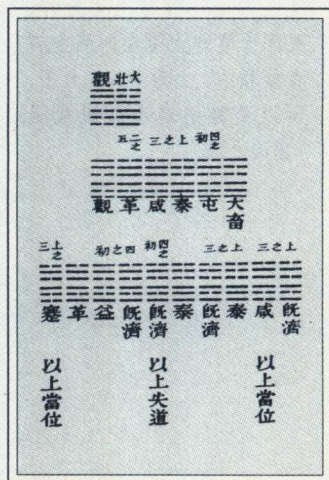 大壯 觀
四之初 上之三 二之五
大畜 屯 泰 咸 革 觀
上之三 上之三 四之初 四之初 上之三
既濟 咸 泰 既濟 泰 既濟 既濟 益 革 蹇
以上當位
以上失道
以上當位